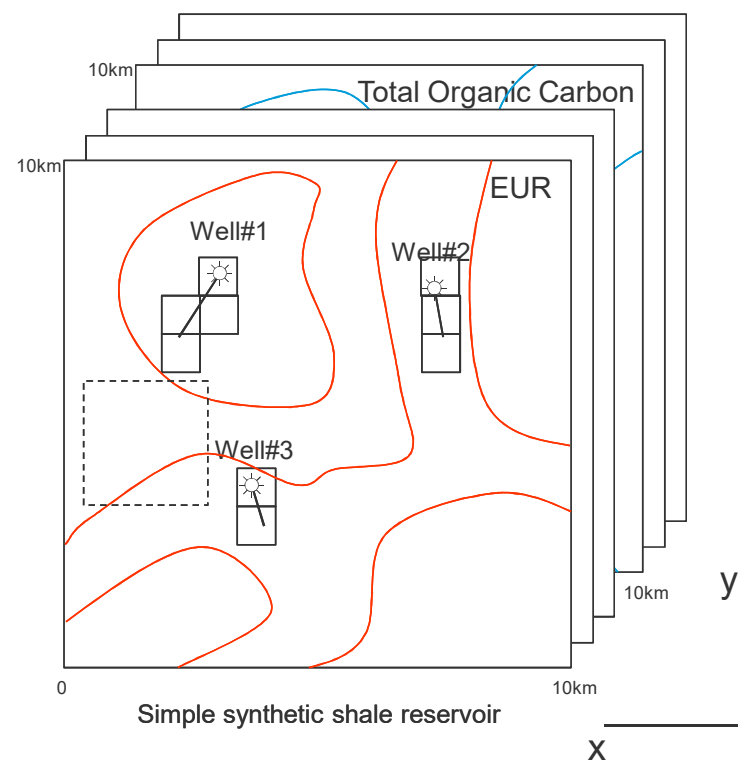 10km
Total Organic Carbon
10km
EUR
Well#1
Well#2
Well#3
10km
y
0
10km
Simple synthetic shale reservoir
x